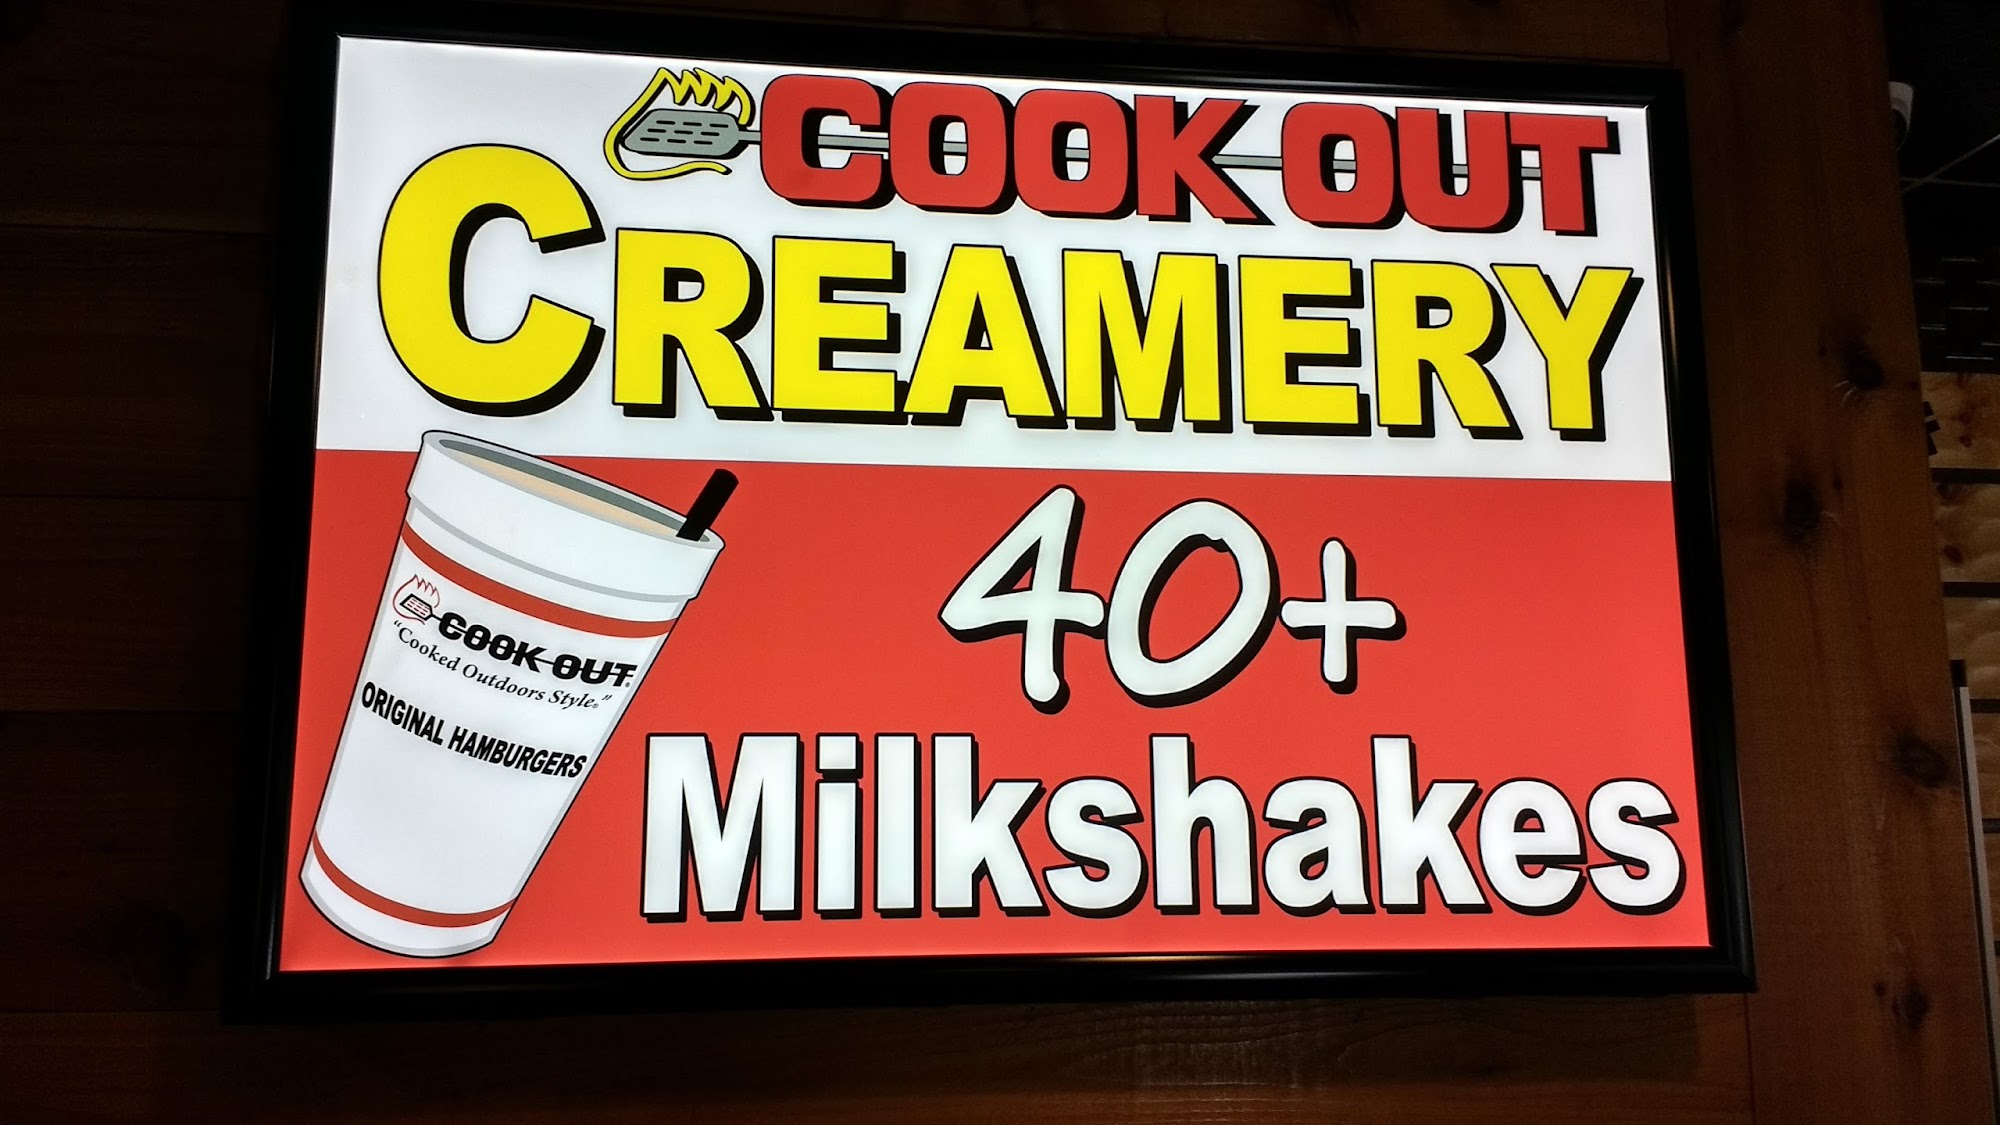 COOK OUT
CREAMERY
40+
Milkshakes
COOK OUT®
"Cooked Outdoors Style®"
ORIGINAL HAMBURGERS